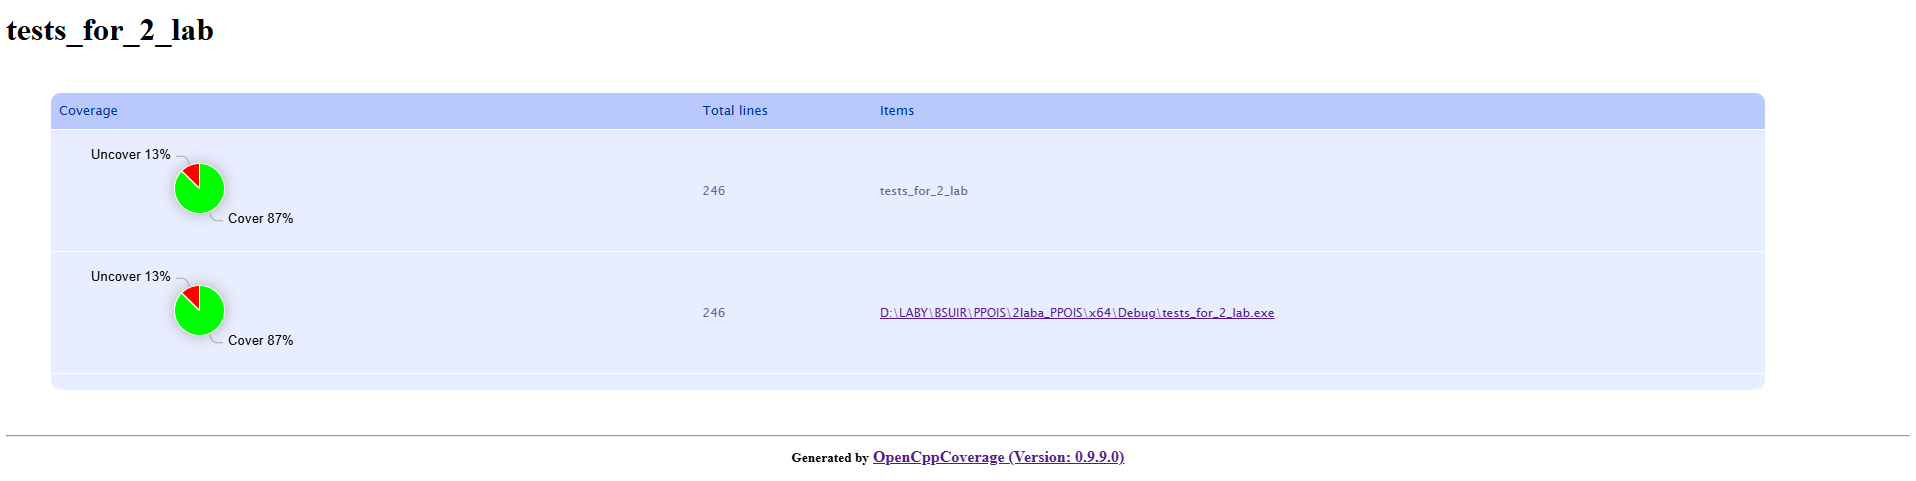 tests_for_2_lab
Coverage Total lines Items
Uncover 13%
246 tests_for_2_lab
Cover 87%
Uncover 13%
246 D:\LABY\BSUIR\PPOIS\2laba_PPOIS\x64\Debug\tests_for_2_lab.exe
Cover 87%
Generated by OpenCppCoverage (Version: 0.9.9.0)